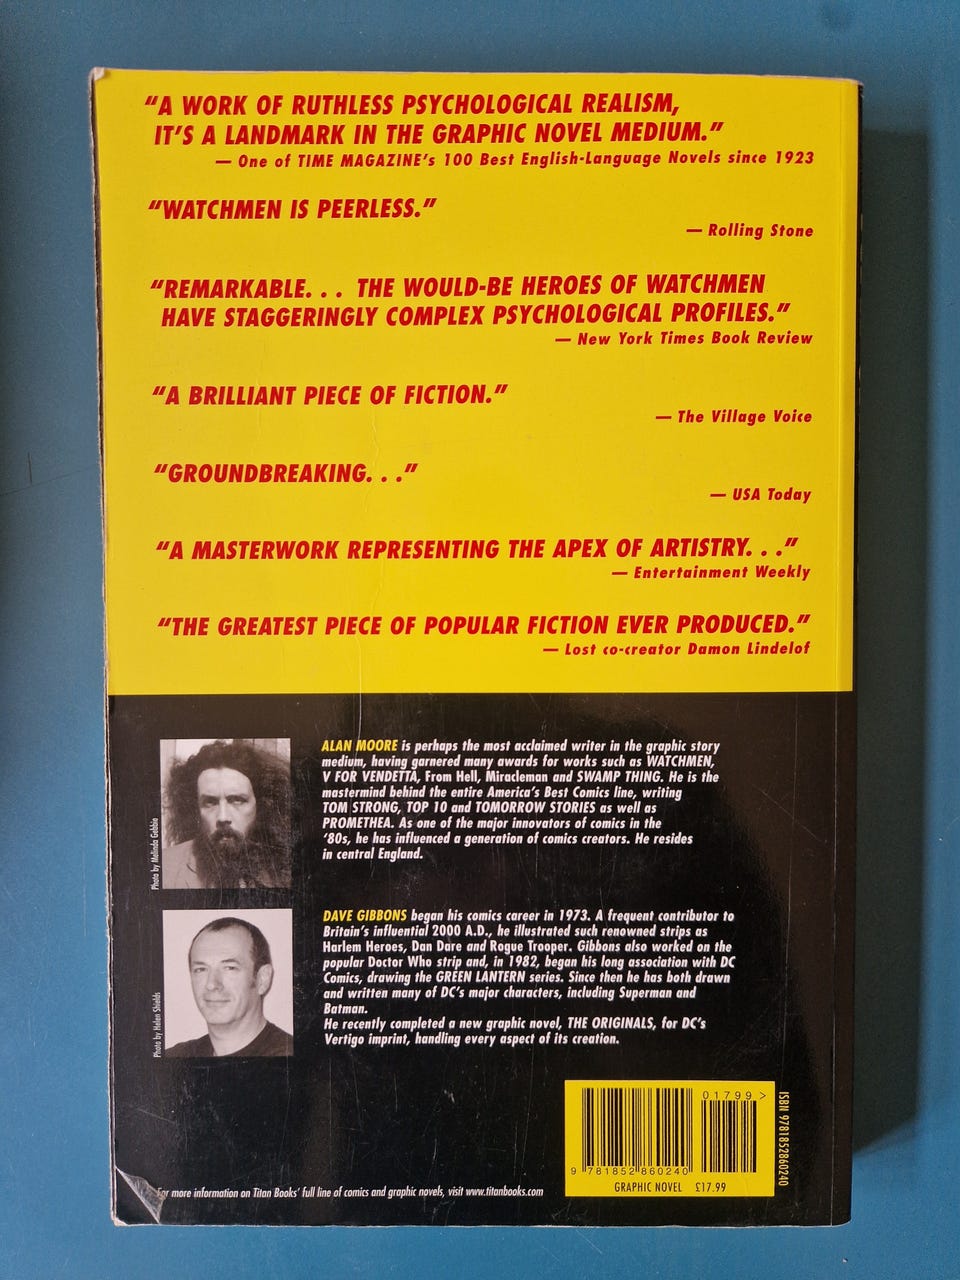 “A WORK OF RUTHLESS PSYCHOLOGICAL REALISM,
IT’S A LANDMARK IN THE GRAPHIC NOVEL MEDIUM.”
— One of TIME MAGAZINE’s 100 Best English-Language Novels since 1923
“WATCHMEN IS PEERLESS.”
— Rolling Stone
“REMARKABLE. . . THE WOULD-BE HEROES OF WATCHMEN
HAVE STAGGERINGLY COMPLEX PSYCHOLOGICAL PROFILES.”
— New York Times Book Review
“A BRILLIANT PIECE OF FICTION.”
— The Village Voice
“GROUNDBREAKING. . .”
— USA Today
“A MASTERWORK REPRESENTING THE APEX OF ARTISTRY. . .”
— Entertainment Weekly
“THE GREATEST PIECE OF POPULAR FICTION EVER PRODUCED.”
— Lost co-creator Damon Lindelof
Photo by Melinda Gebbie
ALAN MOORE is perhaps the most acclaimed writer in the graphic story
medium, having garnered many awards for works such as WATCHMEN,
V FOR VENDETTA, From Hell, Miracleman and SWAMP THING. He is the
mastermind behind the entire America’s Best Comics line, writing
TOM STRONG, TOP 10 and TOMORROW STORIES as well as
PROMETHEA. As one of the major innovators of comics in the
‘80s, he has influenced a generation of comics creators. He resides
in central England.
Photo by Helen Shields
DAVE GIBBONS began his comics career in 1973. A frequent contributor to
Britain’s influential 2000 A.D., he illustrated such renowned strips as
Harlem Heroes, Dan Dare and Rogue Trooper. Gibbons also worked on the
popular Doctor Who strip and, in 1982, began his long association with DC
Comics, drawing the GREEN LANTERN series. Since then he has both drawn
and written many of DC’s major characters, including Superman and
Batman.
He recently completed a new graphic novel, THE ORIGINALS, for DC’s
Vertigo imprint, handling every aspect of its creation.
01799 >
9 781852 860240
GRAPHIC NOVEL £17.99
ISBN 9781852860240
For more information on Titan Books’ full line of comics and graphic novels, visit www.titanbooks.com